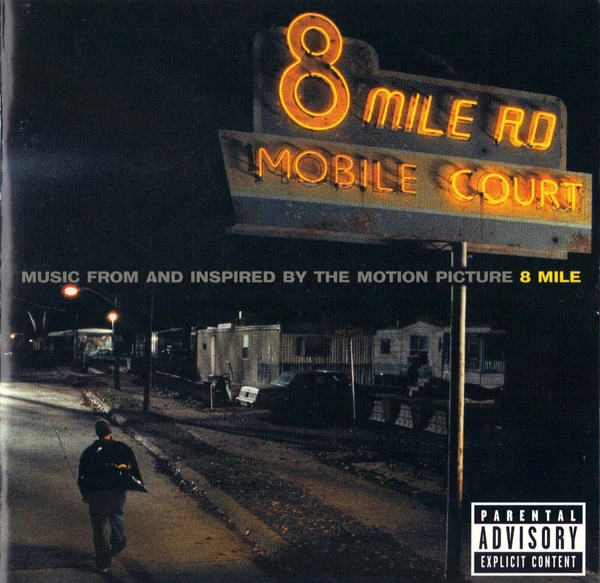 8 MILE RD
MOBILE COURT
MUSIC FROM AND INSPIRED BY THE MOTION PICTURE 8 MILE
PARENTAL
ADVISORY
EXPLICIT CONTENT